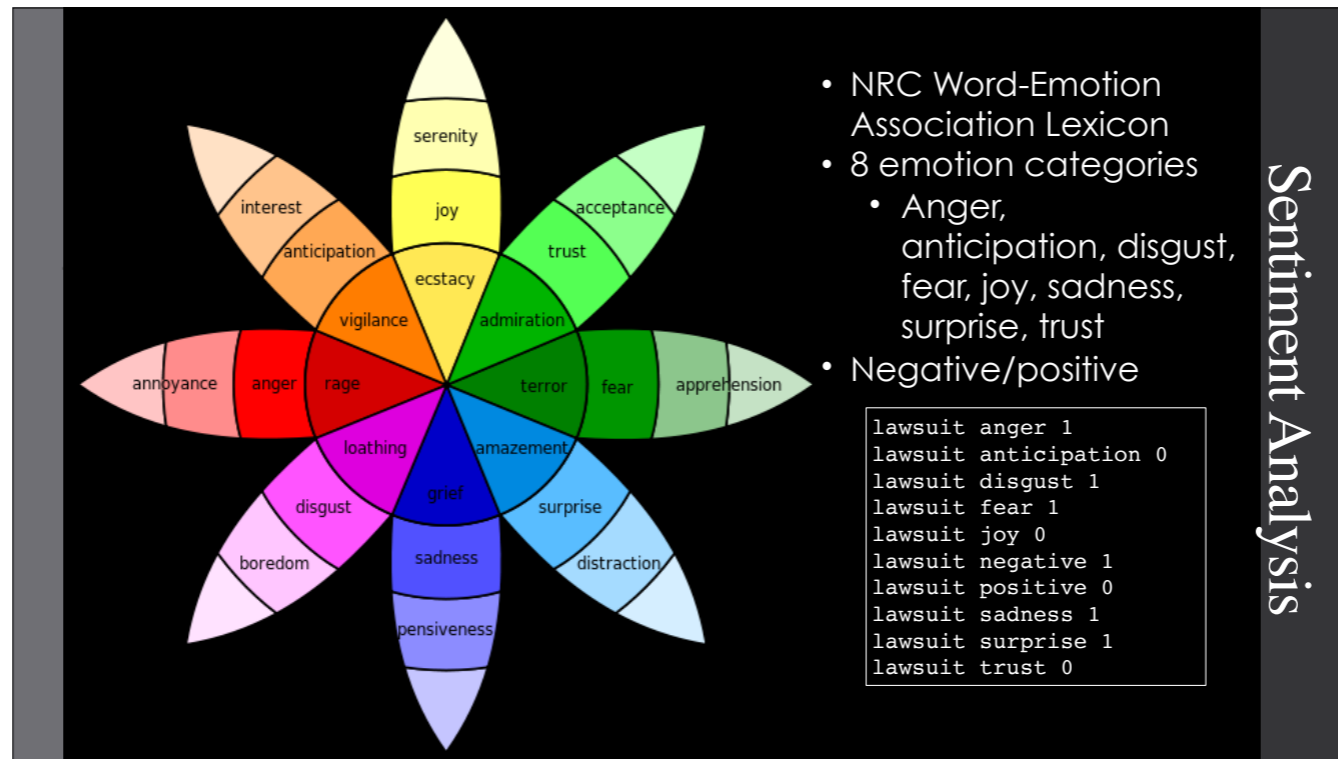 serenity
joy
ecstacy
interest
anticipation
vigilance
acceptance
trust
admiration
annoyance
anger
rage
terror
fear
apprehension
loathing
disgust
boredom
grief
sadness
pensiveness
amazement
surprise
distraction
• NRC Word-Emotion
Association Lexicon
• 8 emotion categories
• Anger,
anticipation, disgust,
fear, joy, sadness,
surprise, trust
• Negative/positive
lawsuit anger 1
lawsuit anticipation 0
lawsuit disgust 1
lawsuit fear 1
lawsuit joy 0
lawsuit negative 1
lawsuit positive 0
lawsuit sadness 1
lawsuit surprise 1
lawsuit trust 0
Sentiment Analysis